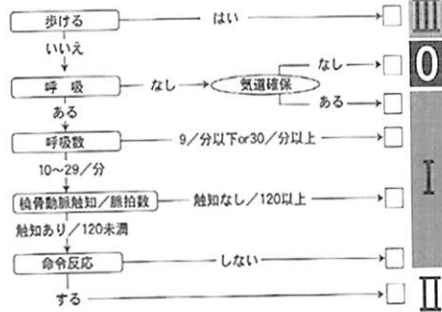 歩ける はい III
いいえ
なし 0
呼吸 なし 気道確保
ある ある
呼吸数 9/分以下or30/分以上 I
10〜29/分
橈骨動脈触知/脈拍数 触知なし/120以上
触知あり/120未満
命令反応 しない
する II